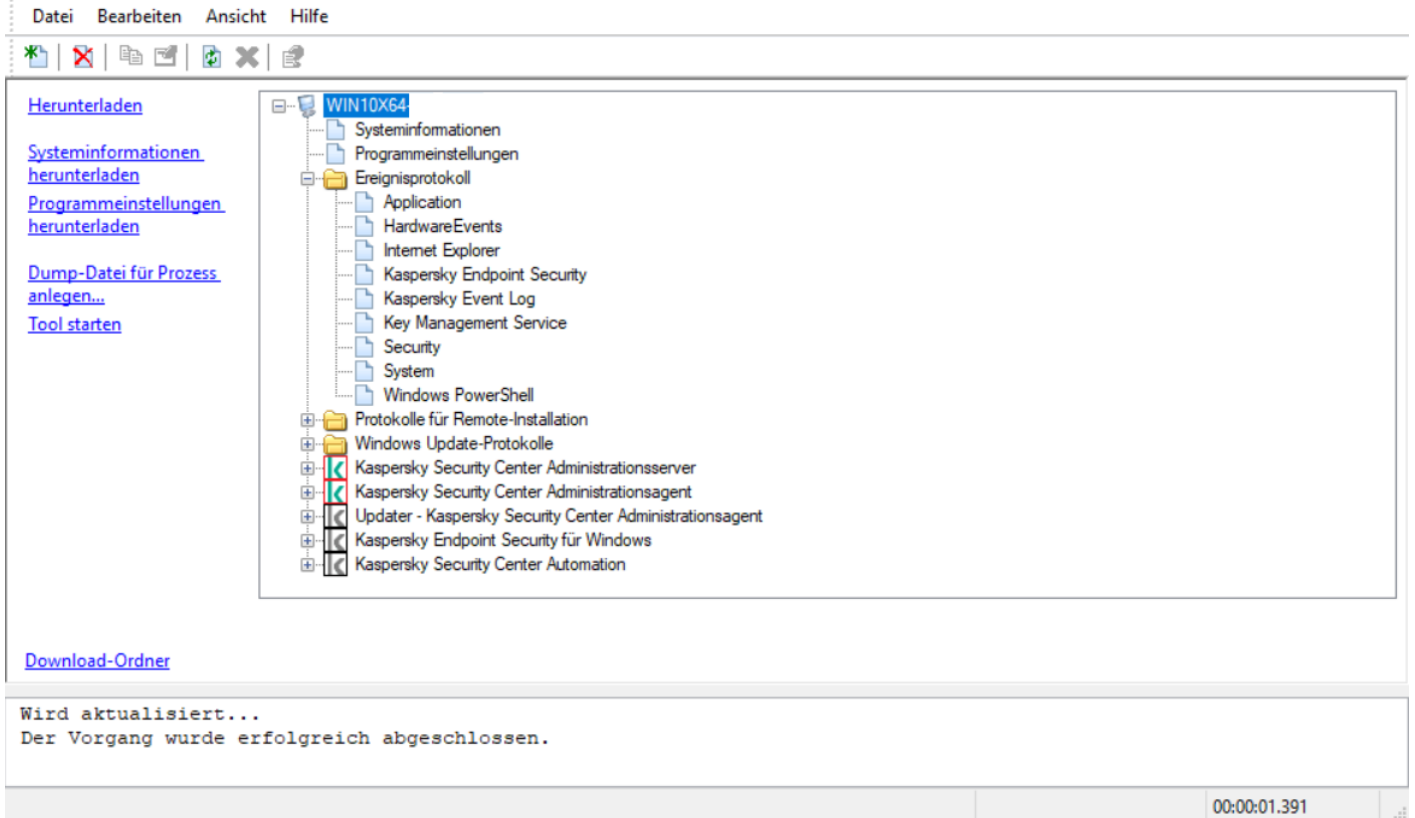 Datei Bearbeiten Ansicht Hilfe
Herunterladen
Systeminformationen
herunterladen
Programmeinstellungen
herunterladen
Dump-Datei für Prozess
anlegen...
Tool starten
Download-Ordner
WIN10X64-
Systeminformationen
Programmeinstellungen
Ereignisprotokoll
Application
HardwareEvents
Internet Explorer
Kaspersky Endpoint Security
Kaspersky Event Log
Key Management Service
Security
System
Windows PowerShell
Protokolle für Remote-Installation
Windows Update-Protokolle
Kaspersky Security Center Administrationsserver
Kaspersky Security Center Administrationsagent
Updater - Kaspersky Security Center Administrationsagent
Kaspersky Endpoint Security für Windows
Kaspersky Security Center Automation
Wird aktualisiert...
Der Vorgang wurde erfolgreich abgeschlossen.
00:00:01.391